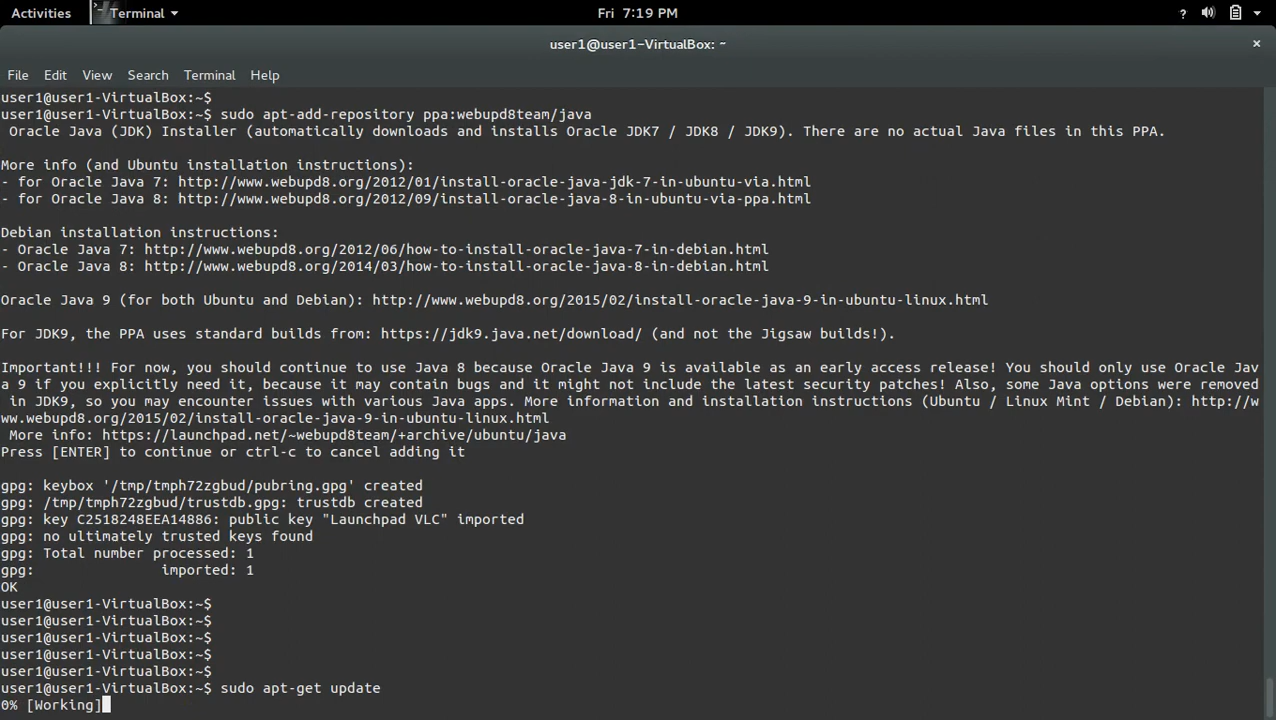 Activities Terminal Fri 7:19 PM ?
user1@user1-VirtualBox: ~ ×
File Edit View Search Terminal Help
user1@user1-VirtualBox:~$
user1@user1-VirtualBox:~$ sudo apt-add-repository ppa:webupd8team/java
 Oracle Java (JDK) Installer (automatically downloads and installs Oracle JDK7 / JDK8 / JDK9). There are no actual Java files in this PPA.
More info (and Ubuntu installation instructions):
- for Oracle Java 7: http://www.webupd8.org/2012/01/install-oracle-java-jdk-7-in-ubuntu-via.html
- for Oracle Java 8: http://www.webupd8.org/2012/09/install-oracle-java-8-in-ubuntu-via-ppa.html
Debian installation instructions:
- Oracle Java 7: http://www.webupd8.org/2012/06/how-to-install-oracle-java-7-in-debian.html
- Oracle Java 8: http://www.webupd8.org/2014/03/how-to-install-oracle-java-8-in-debian.html
Oracle Java 9 (for both Ubuntu and Debian): http://www.webupd8.org/2015/02/install-oracle-java-9-in-ubuntu-linux.html
For JDK9, the PPA uses standard builds from: https://jdk9.java.net/download/ (and not the Jigsaw builds!).
Important!!! For now, you should continue to use Java 8 because Oracle Java 9 is available as an early access release! You should only use Oracle Jav
a 9 if you explicitly need it, because it may contain bugs and it might not include the latest security patches! Also, some Java options were removed
 in JDK9, so you may encounter issues with various Java apps. More information and installation instructions (Ubuntu / Linux Mint / Debian): http://w
ww.webupd8.org/2015/02/install-oracle-java-9-in-ubuntu-linux.html
 More info: https://launchpad.net/~webupd8team/+archive/ubuntu/java
Press [ENTER] to continue or ctrl-c to cancel adding it
gpg: keybox '/tmp/tmph72zgbud/pubring.gpg' created
gpg: /tmp/tmph72zgbud/trustdb.gpg: trustdb created
gpg: key C2518248EEA14886: public key "Launchpad VLC" imported
gpg: no ultimately trusted keys found
gpg: Total number processed: 1
gpg:               imported: 1
OK
user1@user1-VirtualBox:~$
user1@user1-VirtualBox:~$
user1@user1-VirtualBox:~$
user1@user1-VirtualBox:~$
user1@user1-VirtualBox:~$
user1@user1-VirtualBox:~$ sudo apt-get update
0% [Working]